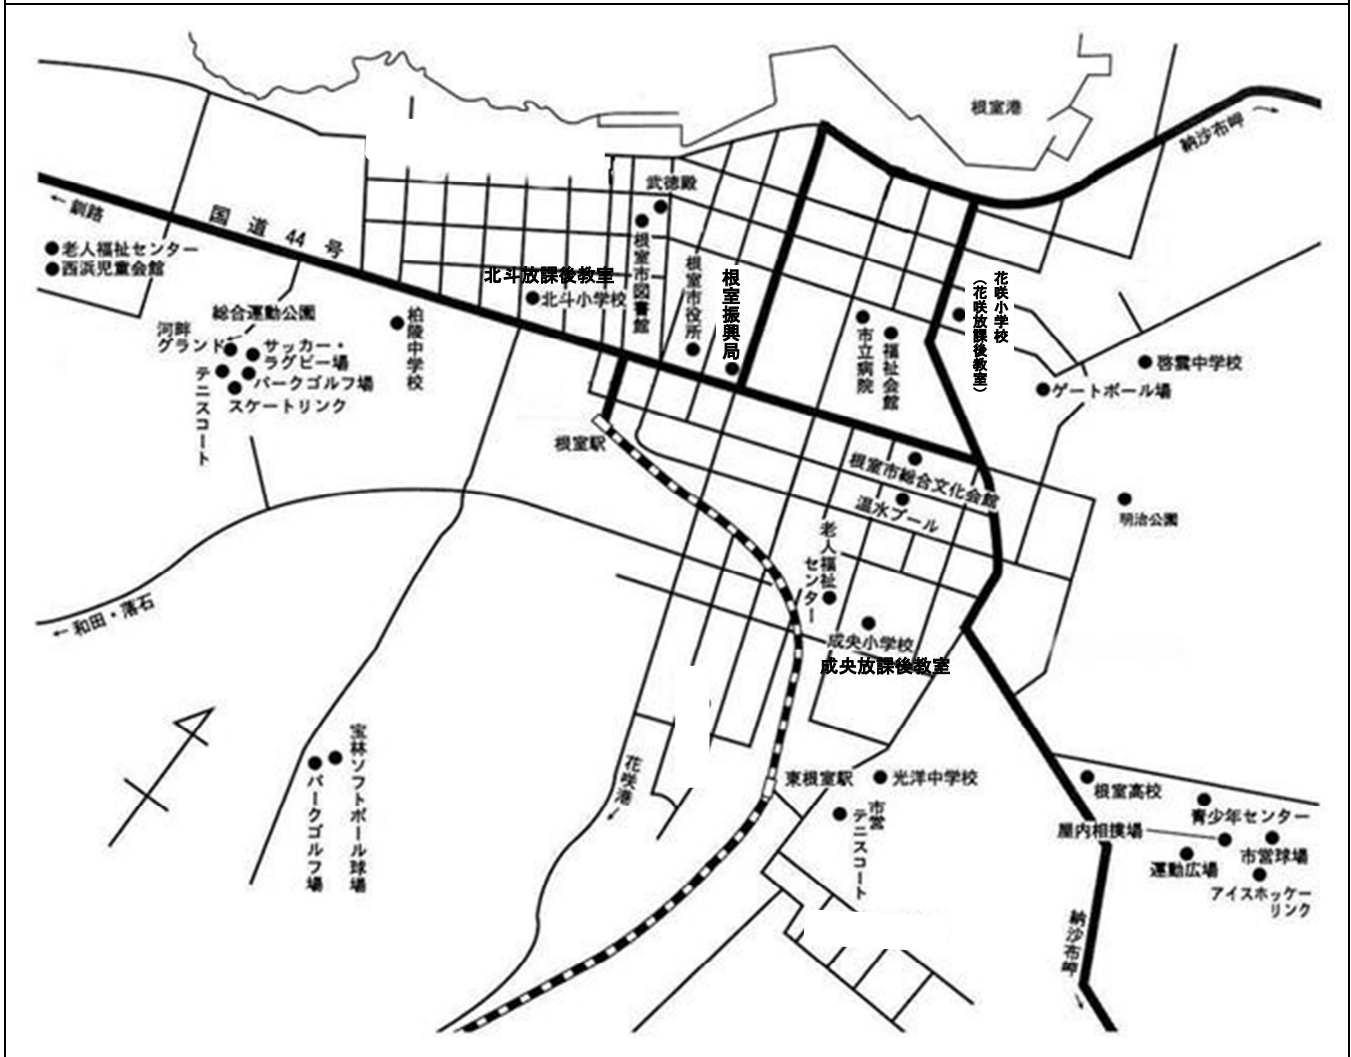 根室港
納沙布岬
→
武徳殿
← 釧路
国道44号
老人福祉センター
西浜児童会館
根室市図書館
根室市役所
根室振興局
北斗放課後教室
北斗小学校
花咲小学校
（花咲放課後教室）
総合運動公園
河畔
グランド
サッカー・
ラグビー場
パークゴルフ場
テニスコート
スケートリンク
柏陵中学校
市立病院
福祉会館
啓雲中学校
ゲートボール場
根室駅
根室市総合文化会館
温水プール
明治公園
老人福祉
センター
成央小学校
成央放課後教室
← 和田・落石
宝林ソフトボール球場
パークゴルフ場
花咲港
東根室駅
光洋中学校
市営
テニスコート
根室高校
青少年センター
屋内相撲場
市営球場
運動広場
アイスホッケー
リンク
納沙布岬
→